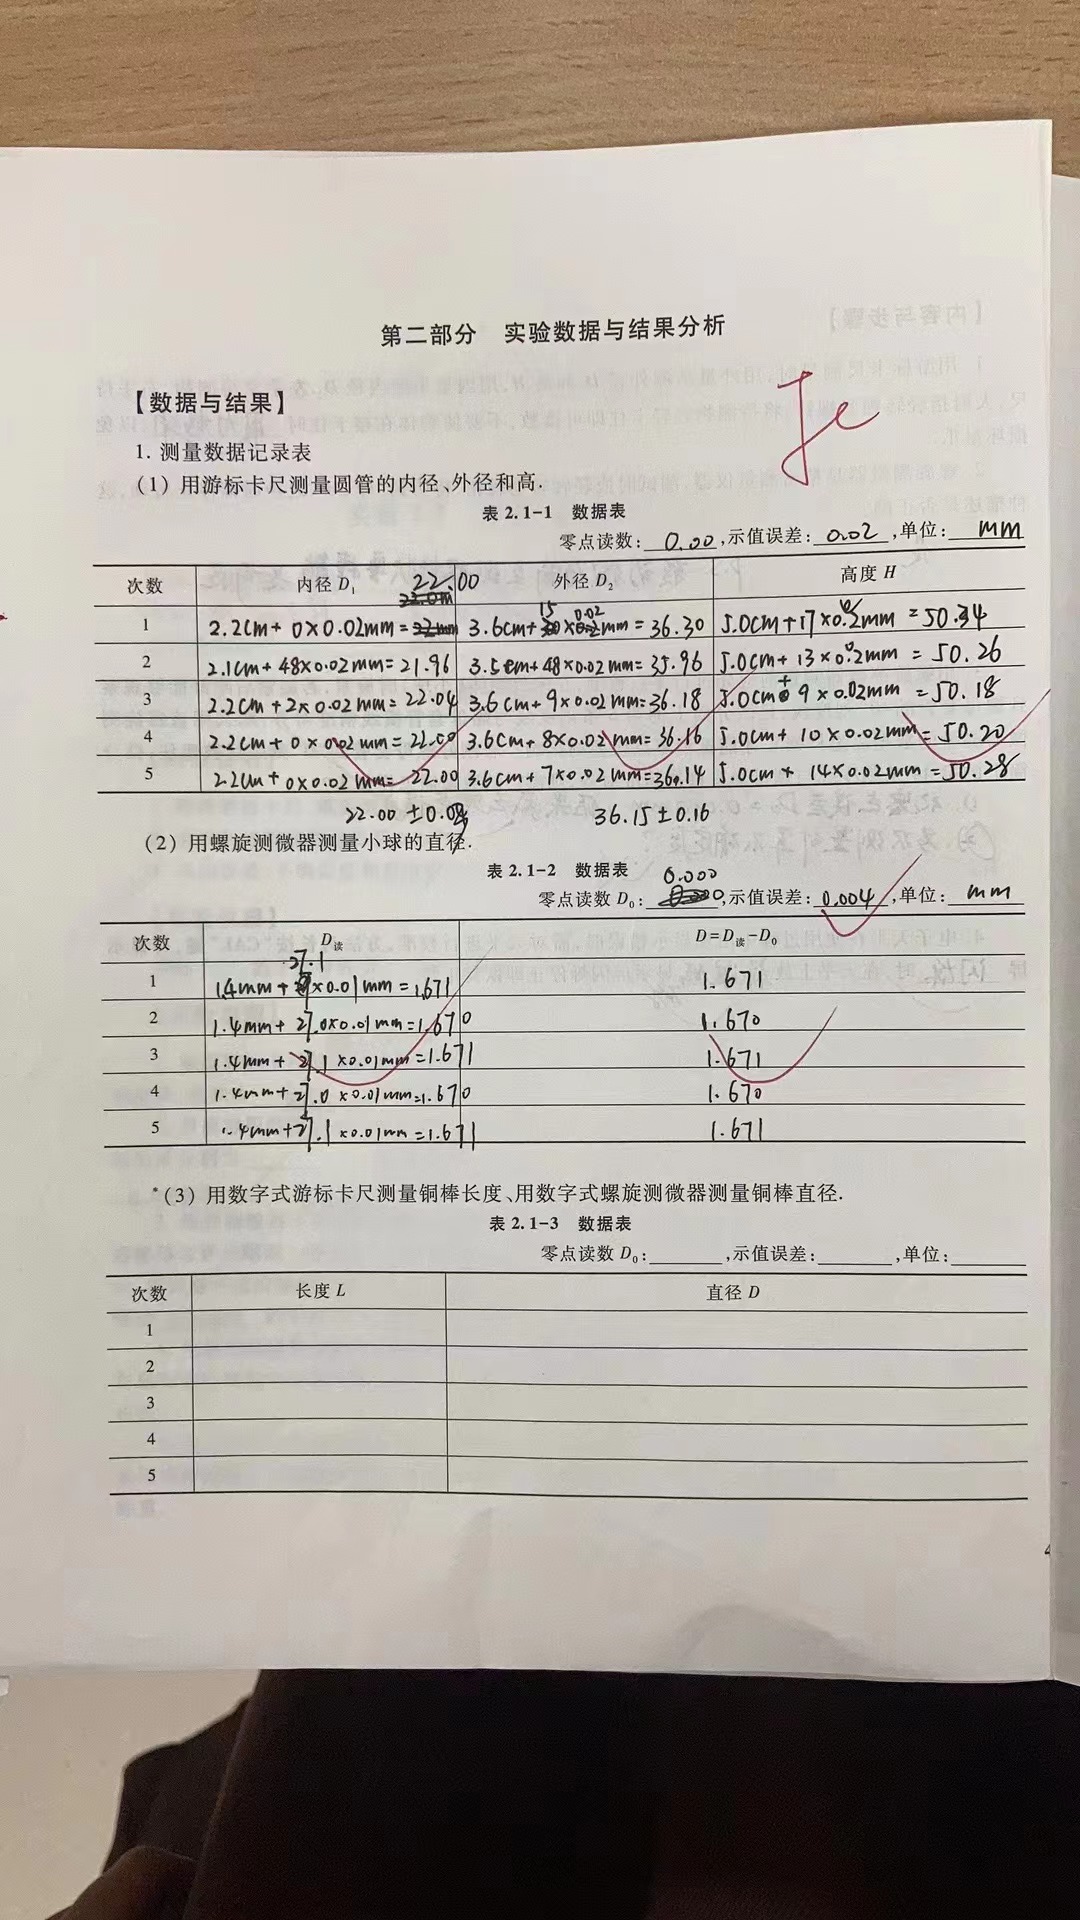 第二部分 实验数据与结果分析
【数据与结果】
1. 测量数据记录表
(1) 用游标卡尺测量圆管的内径、外径和高.
表 2.1-1 数据表
零点读数: 0.00 ,示值误差: 0.02 ,单位: mm
次数 内径 D₁ 外径 D₂ 高度 H
22.00
1 2.2cm+ 0×0.02mm= 3.6cm+ 15 × 0.02 mm = 36.30 5.0cm+17×0.02mm =50.34
2 2.1cm+ 48×0.02mm=21.96 3.5cm+48×0.02mm=35.96 5.0cm+ 13×0.02mm = 50.26
3 2.2cm+2×0.02mm= 22.04 3.6cm+9×0.02mm=36.18 5.0cm+ 9×0.02mm = 50.18
4 2.2cm+ 0×0.02mm= 22.00 3.6cm+ 8×0.02mm= 36.16 5.0cm+ 10×0.02mm= 50.20
5 2.2cm+0×0.02mm= 22.00 3.6cm+7×0.02mm=36.14 5.0cm+ 14×0.02mm=50.28
36.15±0.16
(2) 用螺旋测微器测量小球的直径.
表 2.1-2 数据表
零点读数 D₀: 0.000 ,示值误差: 0.004 ,单位: mm
次数 D读 D=D读-D₀
1 1.4mm+ 27.1×0.01mm=1.671 1.671
2 1.4mm+ 27.0×0.01mm=1.670 1.670
3 1.4mm+ 27.1×0.01mm=1.671 1.671
4 1.4mm+27.0×0.01mm=1.670 1.670
5 1.4mm+27.1×0.01mm=1.671 1.671
*(3) 用数字式游标卡尺测量铜棒长度、用数字式螺旋测微器测量铜棒直径.
表 2.1-3 数据表
零点读数 D₀: ,示值误差: ,单位:
次数 长度 L 直径 D
1
2
3
4
5